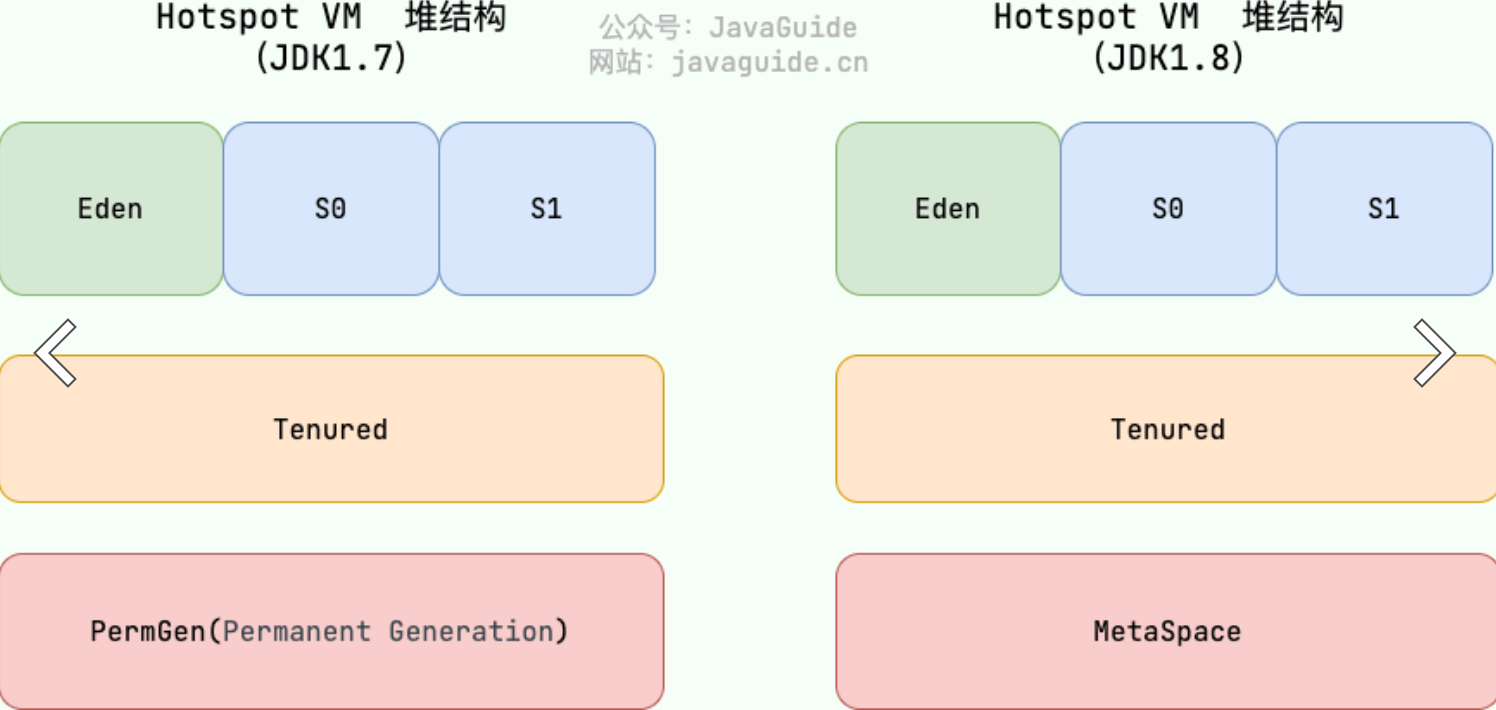 Hotspot VM 堆结构
(JDK1.7)
公众号：JavaGuide
网站：javaguide.cn
Hotspot VM 堆结构
(JDK1.8)
Eden
S0
S1
Eden
S0
S1
Tenured
Tenured
PermGen(Permanent Generation)
MetaSpace